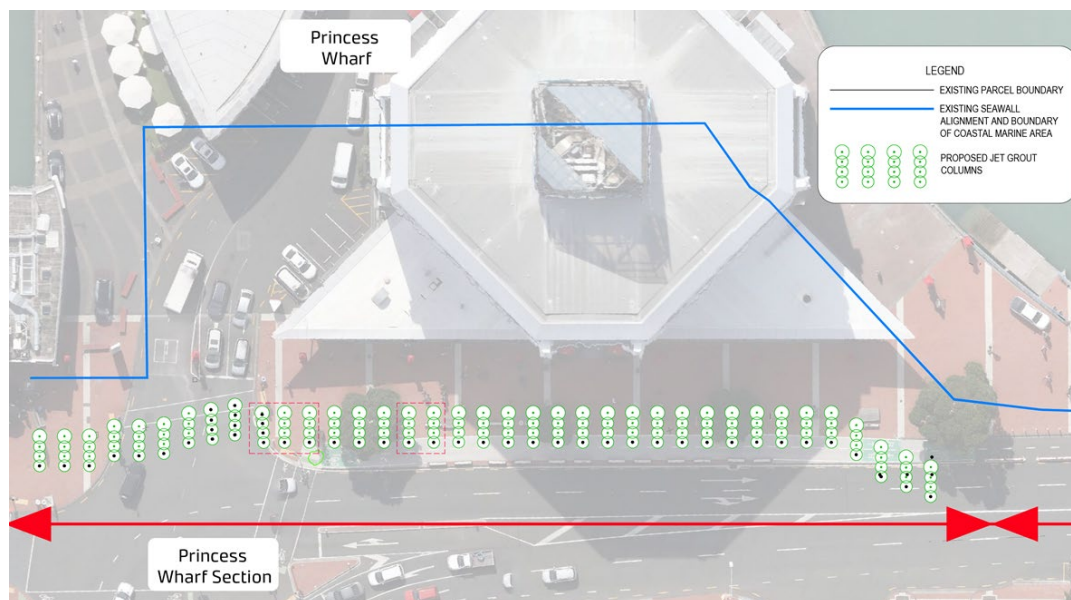 Princess
Wharf
LEGEND
EXISTING PARCEL BOUNDARY
EXISTING SEAWALL
ALIGNMENT AND BOUNDARY
OF COASTAL MARINE AREA
PROPOSED JET GROUT
COLUMNS
Princess
Wharf Section